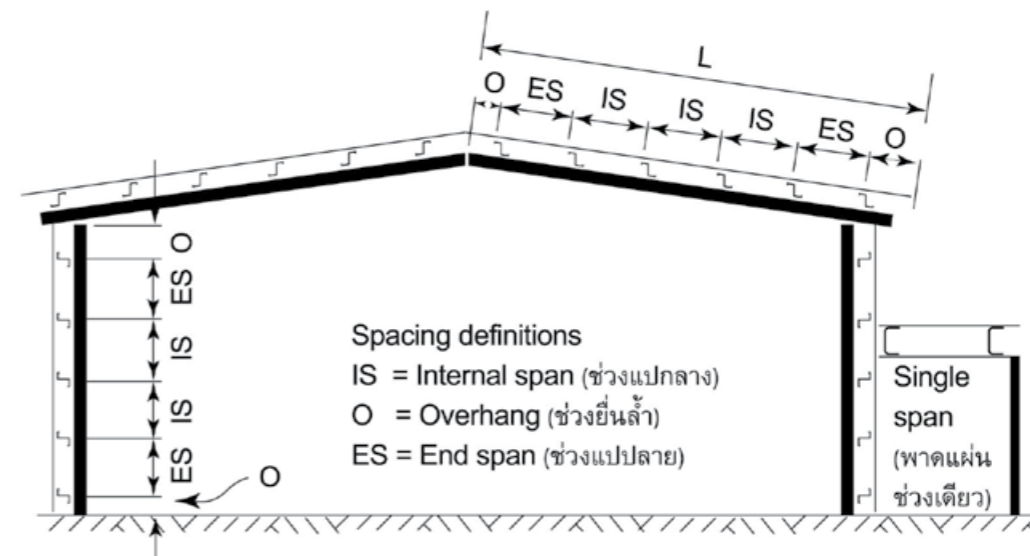 L
O ES IS IS IS ES O
O
ES
IS
IS
ES
O
Spacing definitions
IS = Internal span (ช่วงแปกลาง)
O = Overhang (ช่วงยื่นล้ำ)
ES = End span (ช่วงแปปลาย)
Single
span
(พาดแผ่น
ช่วงเดียว)